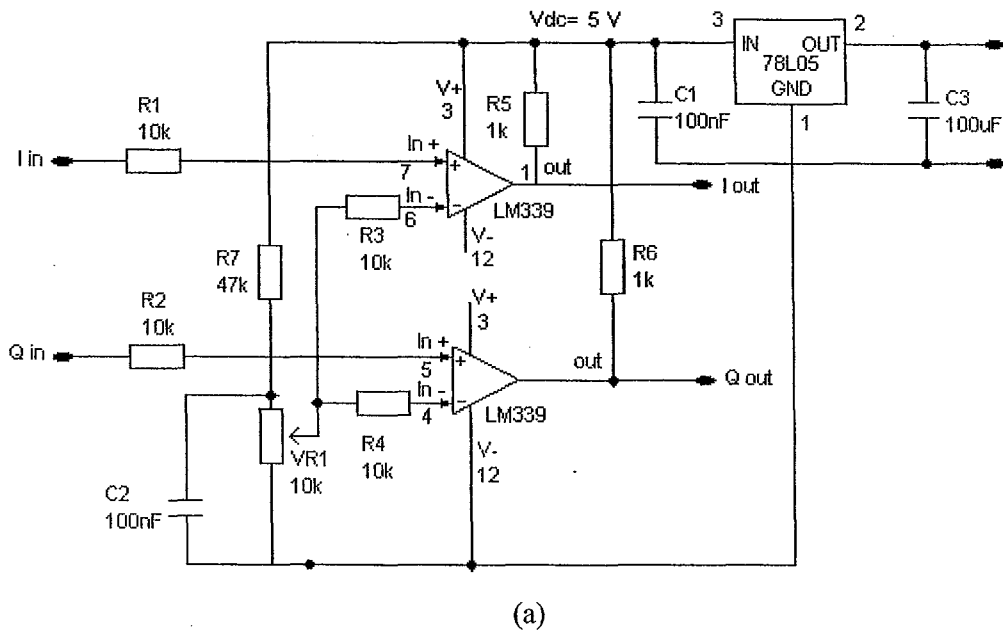 Vdc= 5 V
3
2
IN OUT
78L05
GND
1
V+
3
R5
1k
C1
100nF
C3
100uF
R1
10k
I in
In +
7
1
out
I out
In -
6
LM339
R3
10k
V-
12
R7
47k
R6
1k
R2
10k
V+
3
Q in
In +
5
out
Q out
In -
4
LM339
R4
10k
VR1
10k
V-
12
C2
100nF
(a)